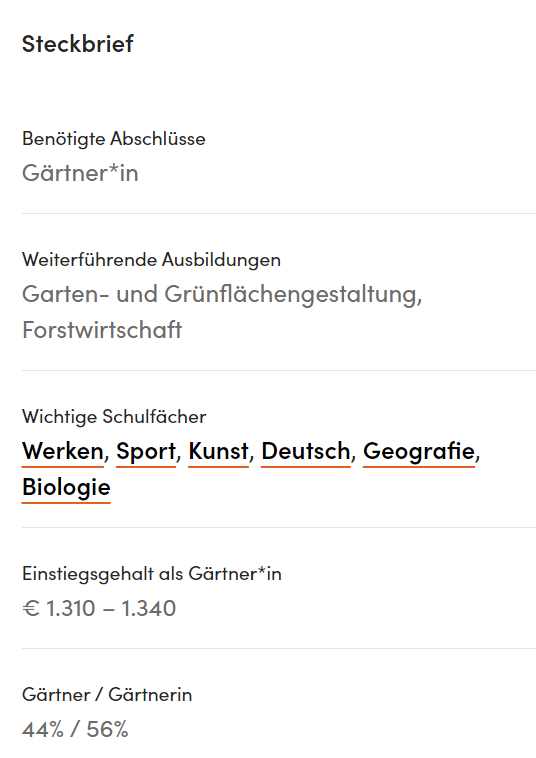 Steckbrief
Benötigte Abschlüsse
Gärtner*in
Weiterführende Ausbildungen
Garten- und Grünflächengestaltung,
Forstwirtschaft
Wichtige Schulfächer
Werken, Sport, Kunst, Deutsch, Geografie,
Biologie
Einstiegsgehalt als Gärtner*in
€ 1.310 – 1.340
Gärtner / Gärtnerin
44% / 56%